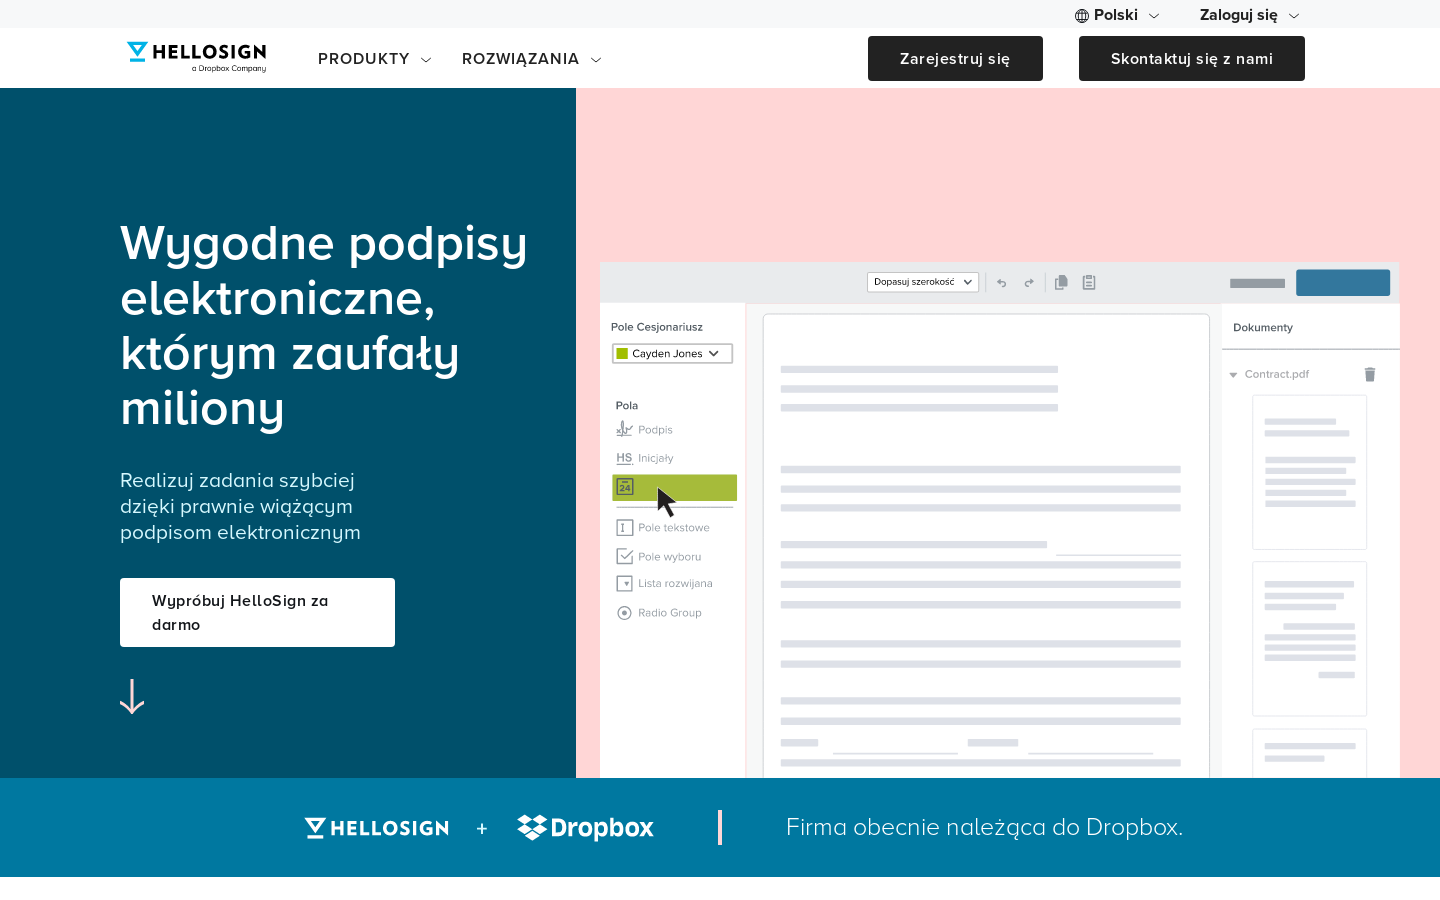 Polski
Zaloguj się
HELLOSIGN
a Dropbox Company
PRODUKTY
ROZWIĄZANIA
Zarejestruj się
Skontaktuj się z nami
Wygodne podpisy
elektroniczne,
którym zaufały
miliony
Realizuj zadania szybciej
dzięki prawnie wiążącym
podpisom elektronicznym
Wypróbuj HelloSign za
darmo
Dopasuj szerokość
Pole Cesjonariusz
Cayden Jones
Pola
Podpis
HS Inicjały
24
Pole tekstowe
Pole wyboru
Lista rozwijana
Radio Group
Dokumenty
Contract.pdf
HELLOSIGN + Dropbox
Firma obecnie należąca do Dropbox.